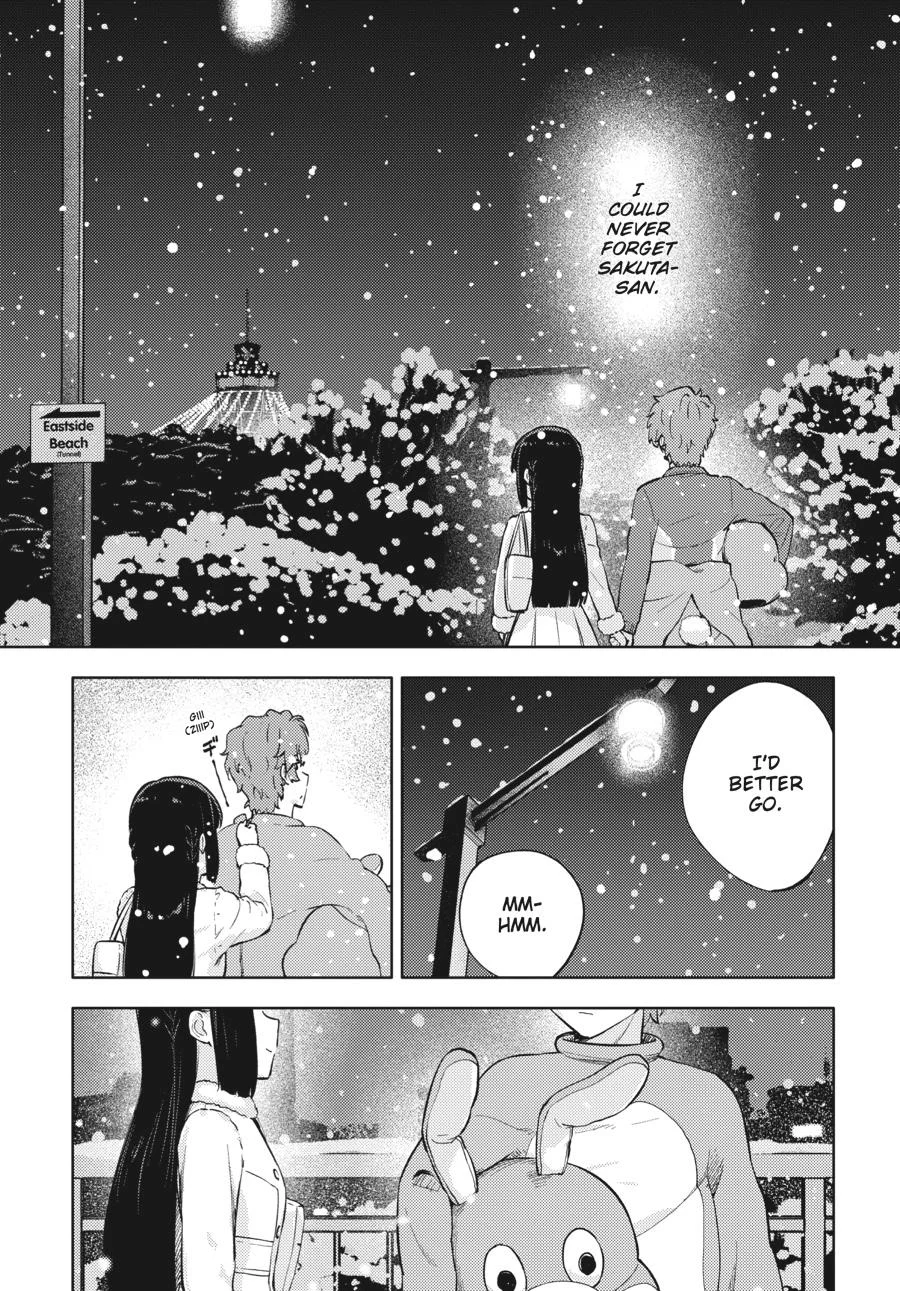 I
COULD
NEVER
FORGET
SAKUTA-
SAN.
Eastside
Beach
(Tunnel)
I'D
BETTER
GO.
MM-
HMM.
GIII
(ZIIIP)
ギ